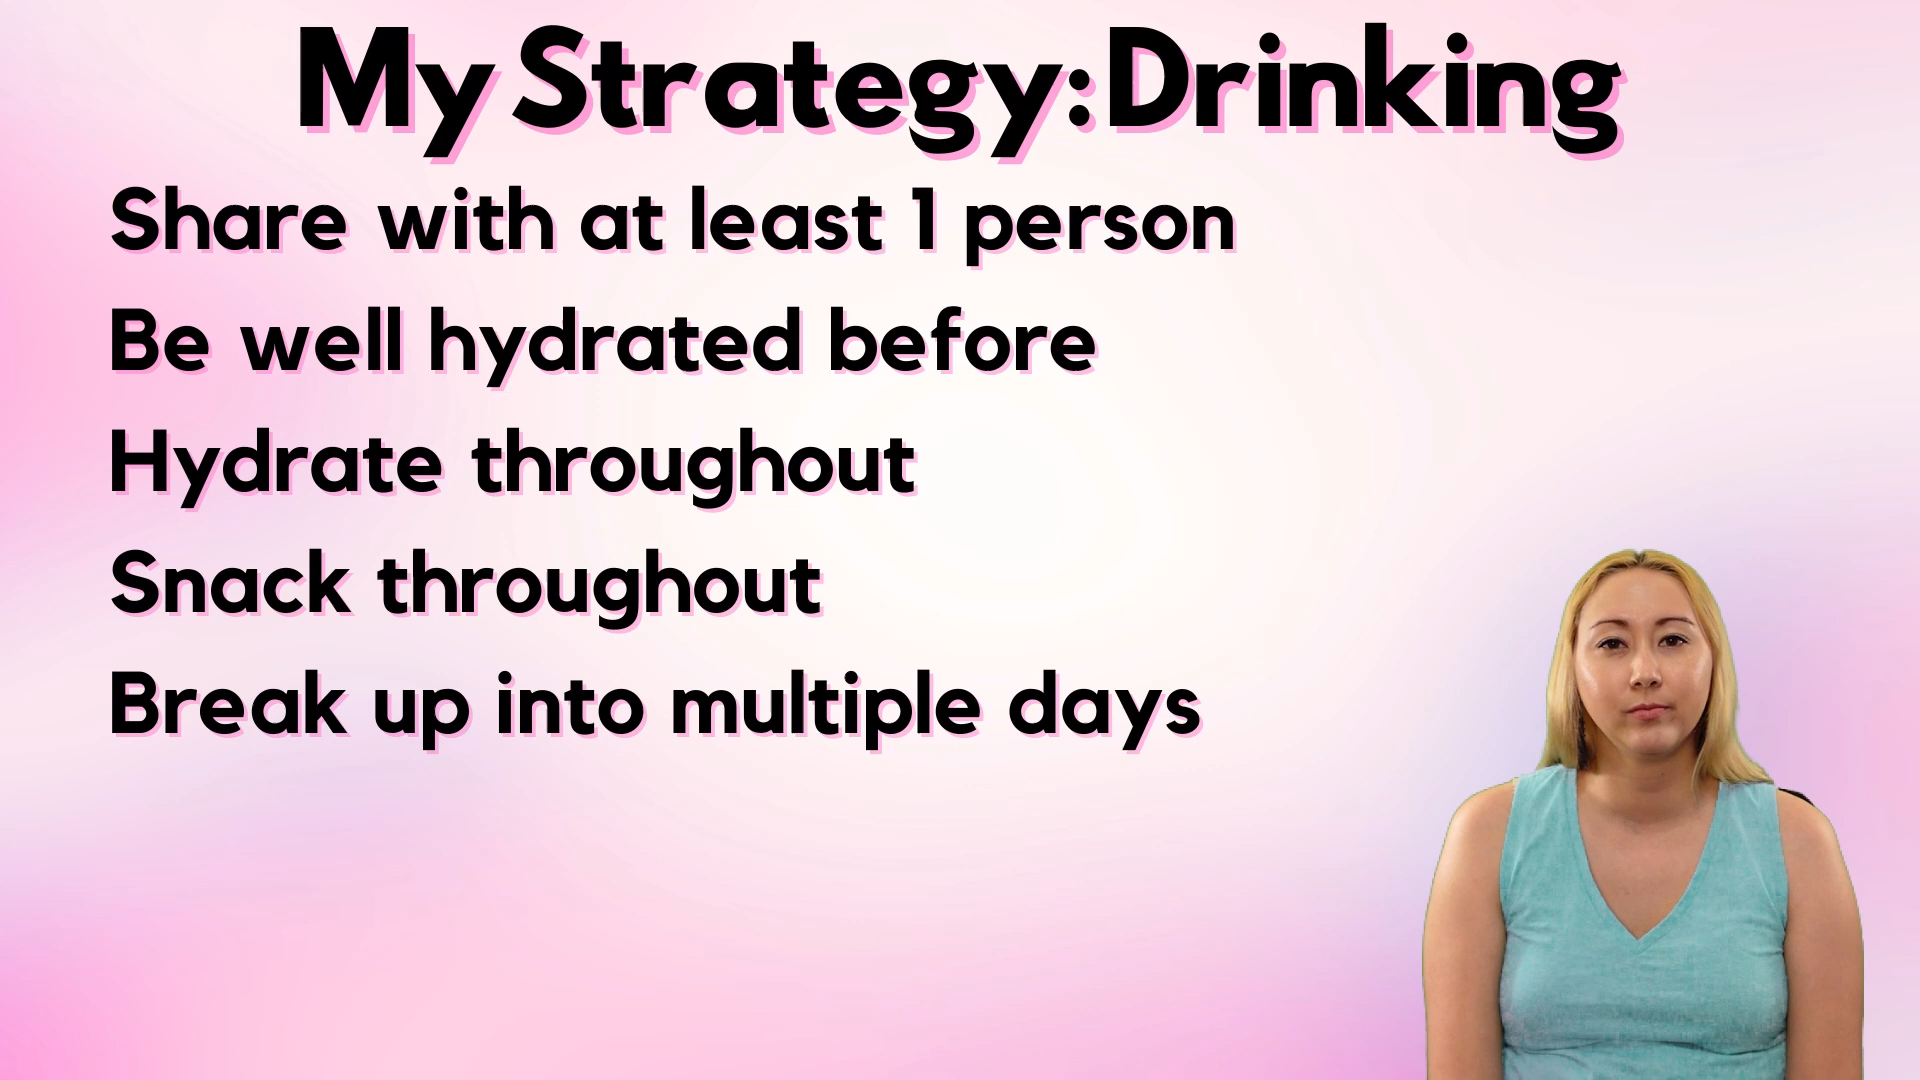 My Strategy: Drinking
Share with at least 1 person
Be well hydrated before
Hydrate throughout
Snack throughout
Break up into multiple days